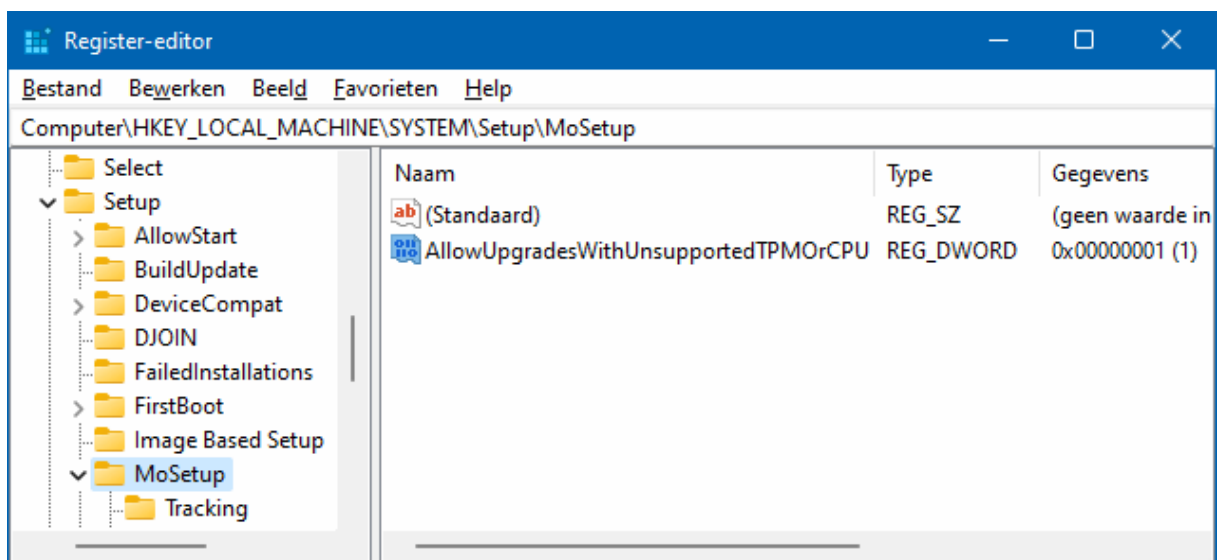 Register-editor
Bestand Bewerken Beeld Favorieten Help
Computer\HKEY_LOCAL_MACHINE\SYSTEM\Setup\MoSetup
Select
Setup
AllowStart
BuildUpdate
DeviceCompat
DJOIN
FailedInstallations
FirstBoot
Image Based Setup
MoSetup
Tracking
Naam Type Gegevens
ab (Standaard) REG_SZ (geen waarde in
AllowUpgradesWithUnsupportedTPMOrCPU REG_DWORD 0x00000001 (1)